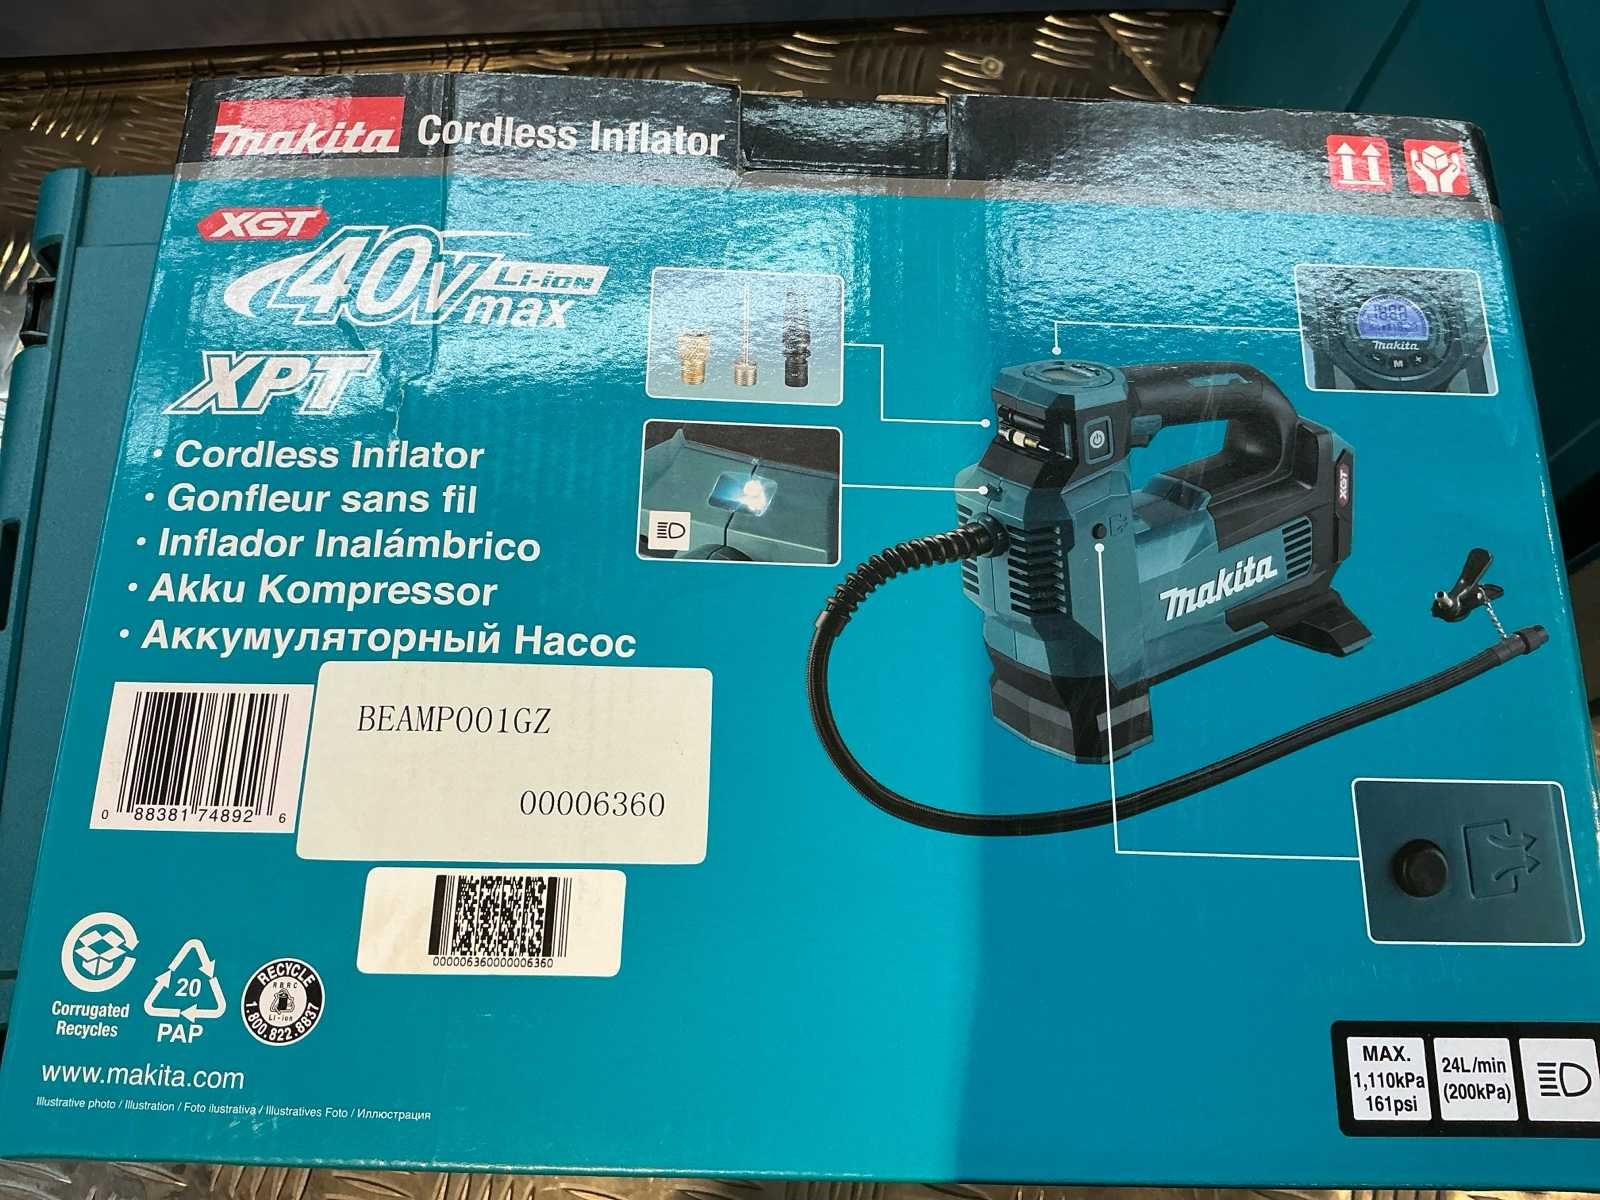 makita Cordless Inflator
XGT
40Vmax Li-ion
XPT
• Cordless Inflator
• Gonfleur sans fil
• Inflador Inalámbrico
• Akku Kompressor
• Аккумуляторный Насос
makita
M
XGT
makita
BEAMP001GZ
00006360
0 88381 74892 6
000006360000006360
Corrugated
Recycles
20
PAP
RECYCLE
RBRC
Li-ion
1.800.822.8837
www.makita.com
Illustrative photo / Illustration / Foto ilustrativa / Illustratives Foto / Иллюстрация
MAX.
1,110kPa
161psi
24L/min
(200kPa)